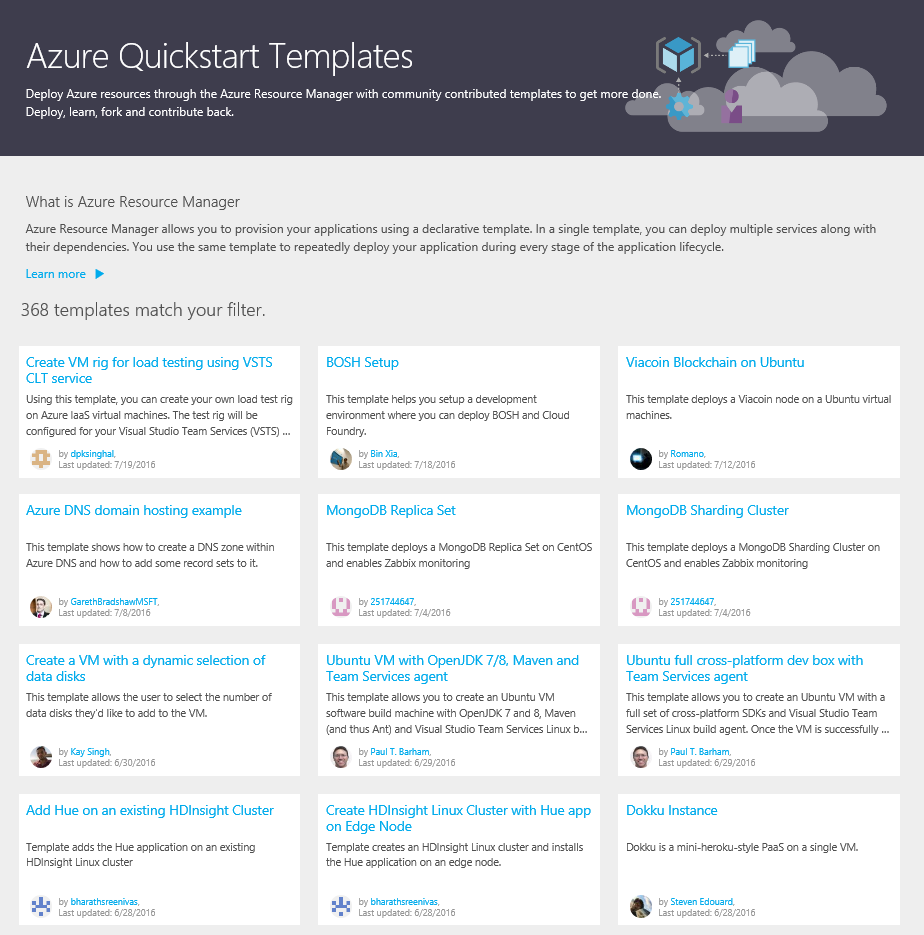 Azure Quickstart Templates
Deploy Azure resources through the Azure Resource Manager with community contributed templates to get more done.
Deploy, learn, fork and contribute back.
What is Azure Resource Manager
Azure Resource Manager allows you to provision your applications using a declarative template. In a single template, you can deploy multiple services along with
their dependencies. You use the same template to repeatedly deploy your application during every stage of the application lifecycle.
Learn more
368 templates match your filter.
Create VM rig for load testing using VSTS
CLT service
Using this template, you can create your own load test rig
on Azure IaaS virtual machines. The test rig will be
configured for your Visual Studio Team Services (VSTS) ...
by dpksinghal,
Last updated: 7/19/2016
BOSH Setup
This template helps you setup a development
environment where you can deploy BOSH and Cloud
Foundry.
by Bin Xia,
Last updated: 7/18/2016
Viacoin Blockchain on Ubuntu
This template deploys a Viacoin node on a Ubuntu virtual
machines.
by Romano,
Last updated: 7/12/2016
Azure DNS domain hosting example
This template shows how to create a DNS zone within
Azure DNS and how to add some record sets to it.
by GarethBradshawMSFT,
Last updated: 7/8/2016
MongoDB Replica Set
This template deploys a MongoDB Replica Set on CentOS
and enables Zabbix monitoring
by 251744647,
Last updated: 7/4/2016
MongoDB Sharding Cluster
This template deploys a MongoDB Sharding Cluster on
CentOS and enables Zabbix monitoring
by 251744647,
Last updated: 7/4/2016
Create a VM with a dynamic selection of
data disks
This template allows the user to select the number of
data disks they'd like to add to the VM.
by Kay Singh,
Last updated: 6/30/2016
Ubuntu VM with OpenJDK 7/8, Maven and
Team Services agent
This template allows you to create an Ubuntu VM
software build machine with OpenJDK 7 and 8, Maven
(and thus Ant) and Visual Studio Team Services Linux b...
by Paul T. Barham,
Last updated: 6/29/2016
Ubuntu full cross-platform dev box with
Team Services agent
This template allows you to create an Ubuntu VM with a
full set of cross-platform SDKs and Visual Studio Team
Services Linux build agent. Once the VM is successfully ...
by Paul T. Barham,
Last updated: 6/29/2016
Add Hue on an existing HDInsight Cluster
Template adds the Hue application on an existing
HDInsight Linux cluster
by bharathsreenivas,
Last updated: 6/28/2016
Create HDInsight Linux Cluster with Hue app
on Edge Node
Template creates an HDInsight Linux cluster and installs
the Hue application on an edge node.
by bharathsreenivas,
Last updated: 6/28/2016
Dokku Instance
Dokku is a mini-heroku-style PaaS on a single VM.
by Steven Edouard,
Last updated: 6/28/2016